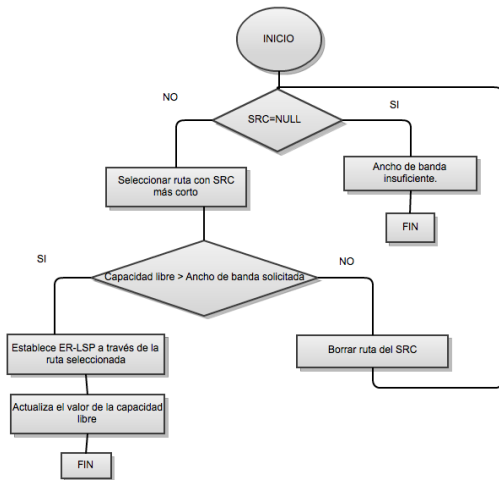 INICIO
NO
SI
SRC=NULL
Seleccionar ruta con SRC
más corto
Ancho de banda
insuficiente.
FIN
SI
NO
Capacidad libre > Ancho de banda solicitada
Establece ER-LSP a través de la
ruta seleccionada
Borrar ruta del SRC
Actualiza el valor de la capacidad
libre
FIN